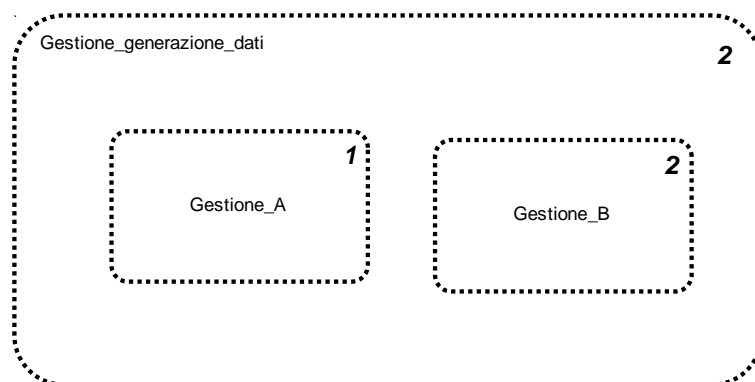 Gestione_generazione_dati
2
1
2
Gestione_A
Gestione_B